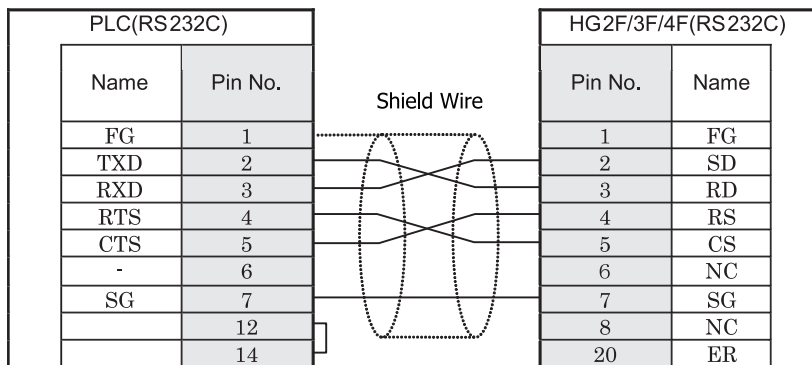 PLC(RS232C) HG2F/3F/4F(RS232C)
Name Pin No. Shield Wire Pin No. Name
FG 1 1 FG
TXD 2 2 SD
RXD 3 3 RD
RTS 4 4 RS
CTS 5 5 CS
- 6 6 NC
SG 7 7 SG
12 8 NC
14 20 ER